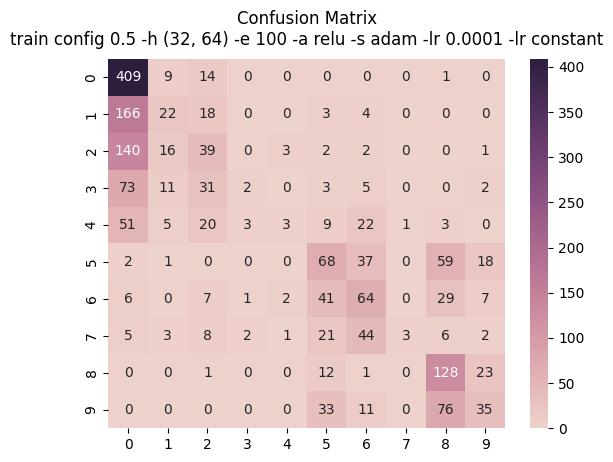 Confusion Matrix
train config 0.5 -h (32, 64) -e 100 -a relu -s adam -lr 0.0001 -lr constant
0 409 9 14 0 0 0 0 0 1 0
1 166 22 18 0 0 3 4 0 0 0
2 140 16 39 0 3 2 2 0 0 1
3 73 11 31 2 0 3 5 0 0 2
4 51 5 20 3 3 9 22 1 3 0
5 2 1 0 0 0 68 37 0 59 18
6 6 0 7 1 2 41 64 0 29 7
7 5 3 8 2 1 21 44 3 6 2
8 0 0 1 0 0 12 1 0 128 23
9 0 0 0 0 0 33 11 0 76 35
0 1 2 3 4 5 6 7 8 9
400
350
300
250
200
150
100
50
0